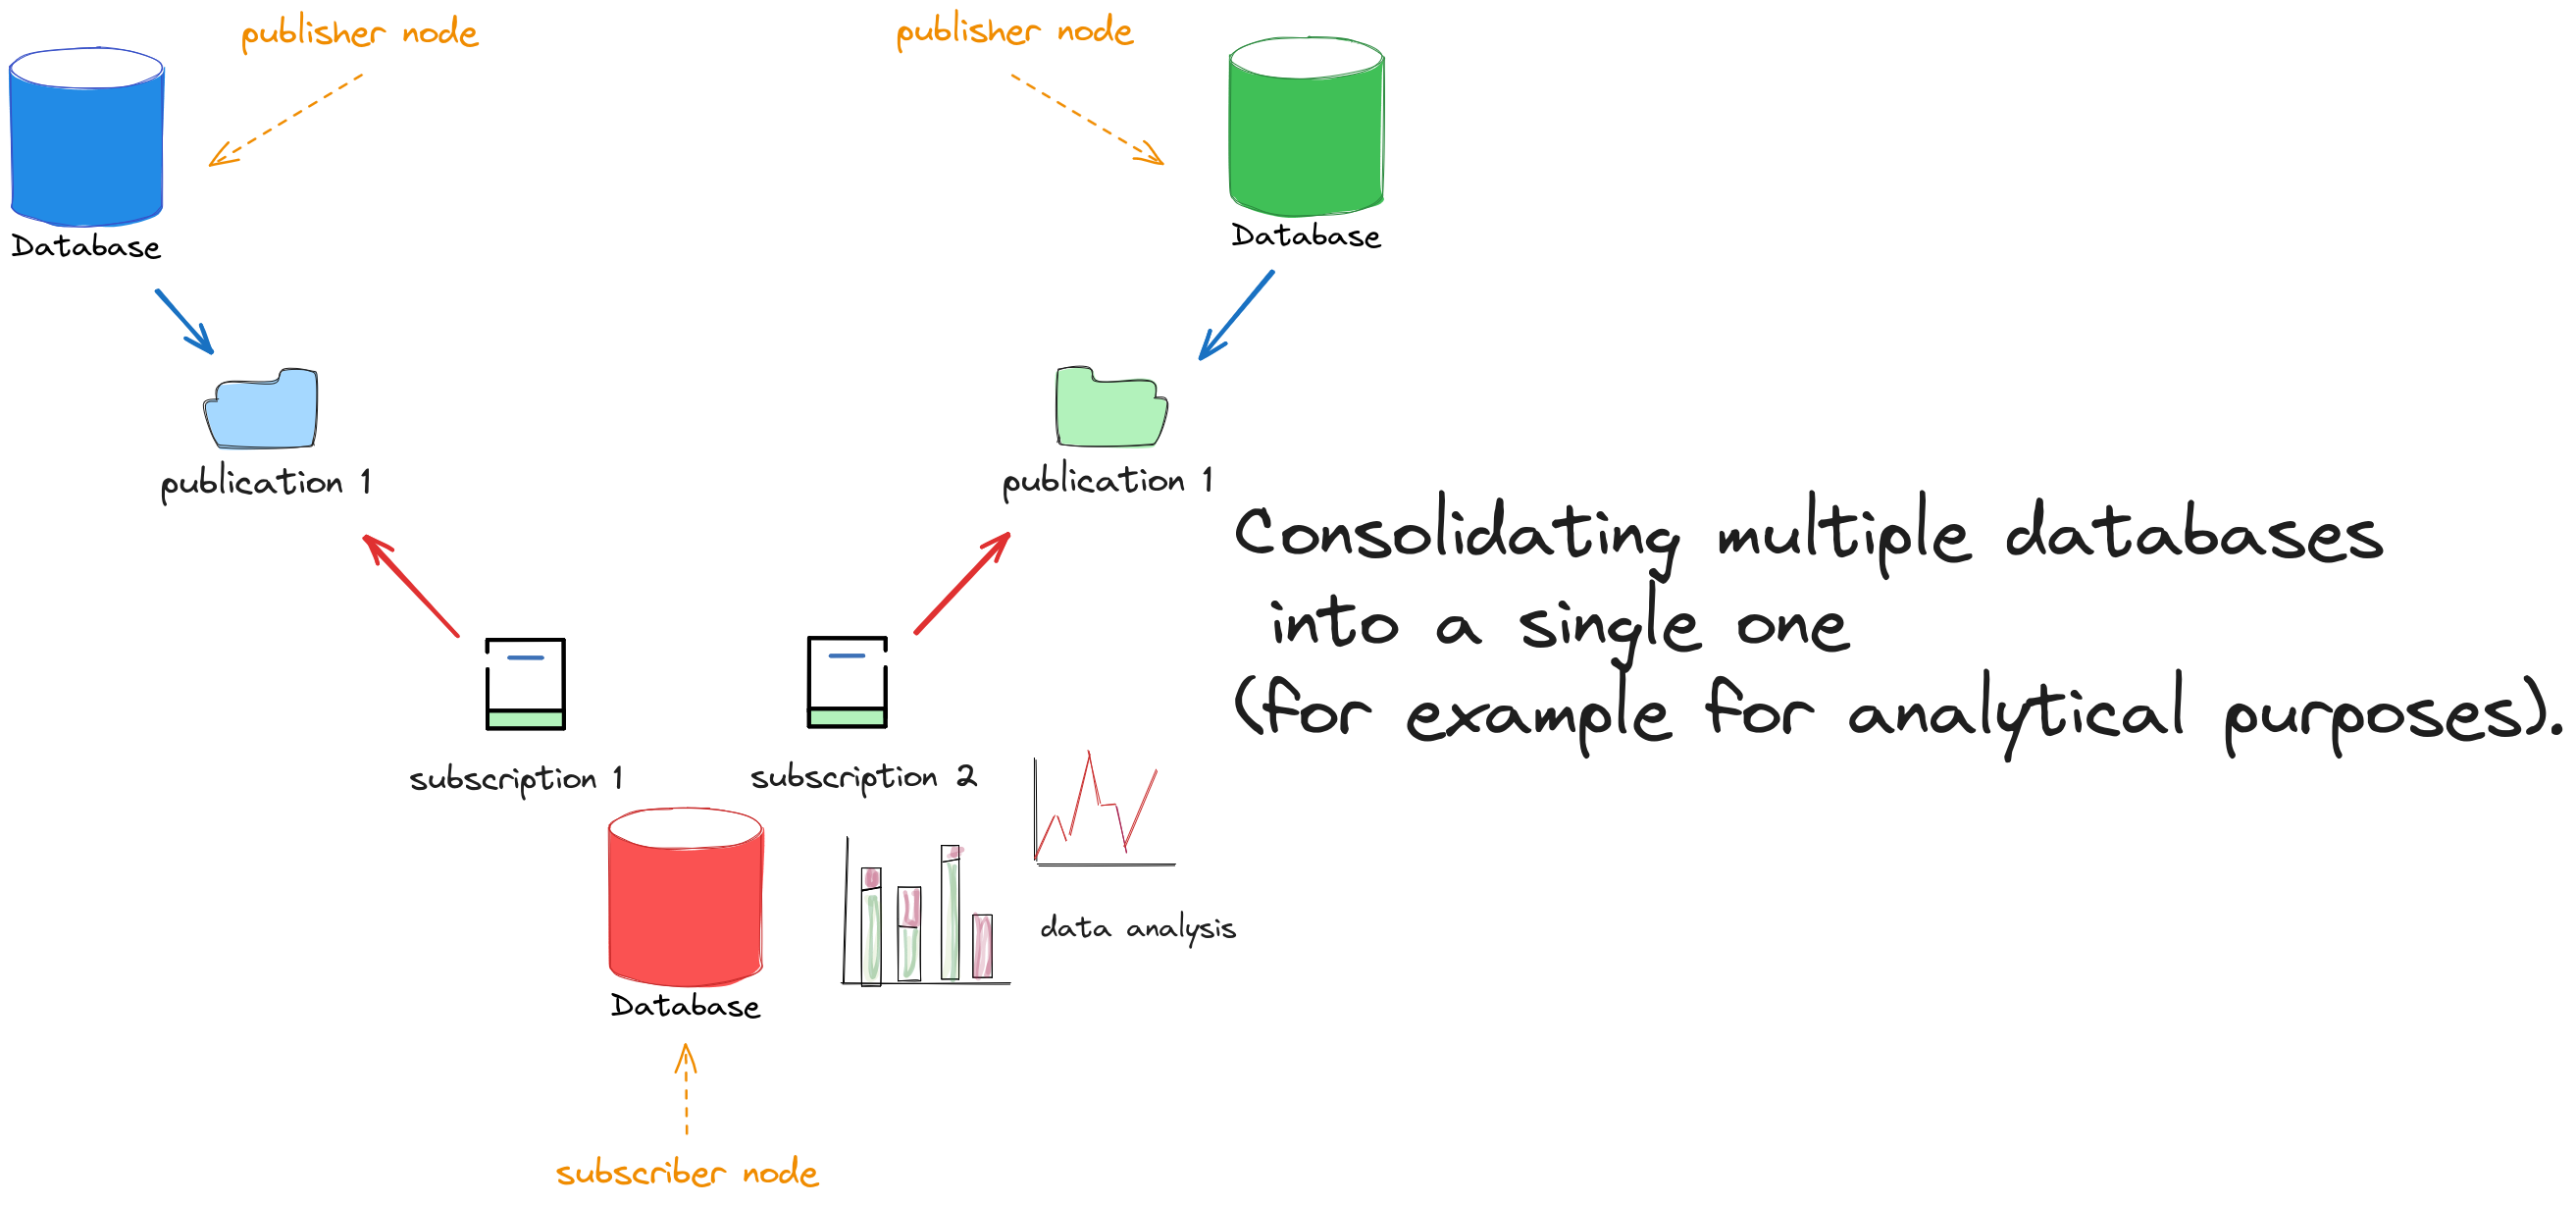 publisher node
publisher node
Database
Database
publication 1
publication 1
Consolidating multiple databases
into a single one
(for example for analytical purposes).
subscription 1
subscription 2
data analysis
Database
subscriber node